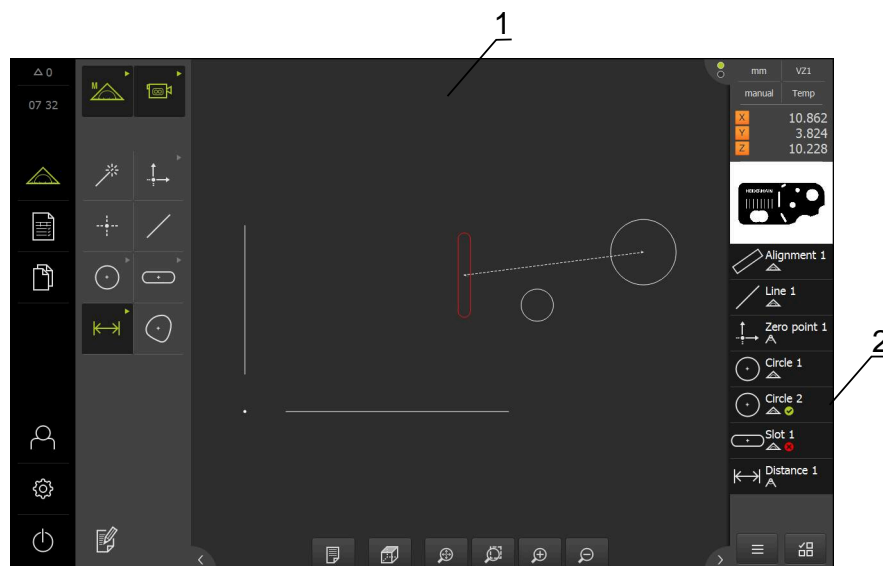 1
0
mm VZ1
07 32
manual Temp
M
X 10.862
Y 3.824
Z 10.228
HEIDENHAIN
Alignment 1
Line 1
Zero point 1
Circle 1
2
Circle 2
Slot 1
Distance 1